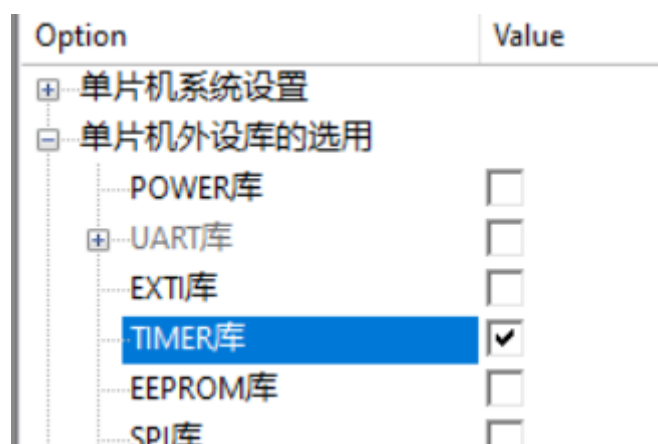 Option Value
单片机系统设置
单片机外设库的选用
POWER库
UART库
EXTI库
TIMER库
EEPROM库
SPI库